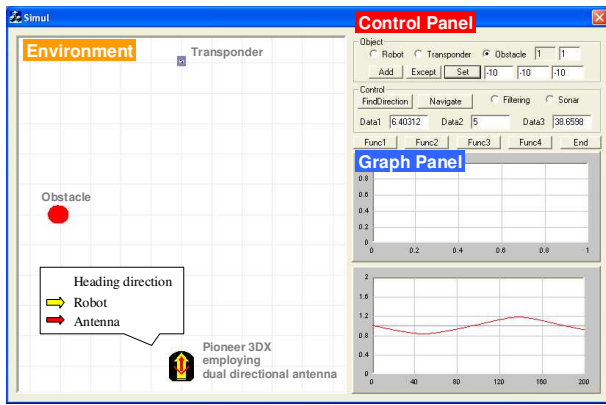 Simul
Environment
Transponder
Obstacle
Heading direction
Robot
Antenna
Pioneer 3DX
employing
dual directional antenna
Control Panel
Object
Robot Transponder Obstacle 1 1
Add Except Set -10 -10 -10
Control
FindDirection Navigate Filtering Sonar
Data1 6.40312 Data2 5 Data3 38.6598
Func1 Func2 Func3 Func4 End
Graph Panel
0.8
0.6
0.4
0.2
0
0 0.2 0.4 0.6 0.8 1
2
1.6
1.2
0.8
0.4
0 40 80 120 160 200